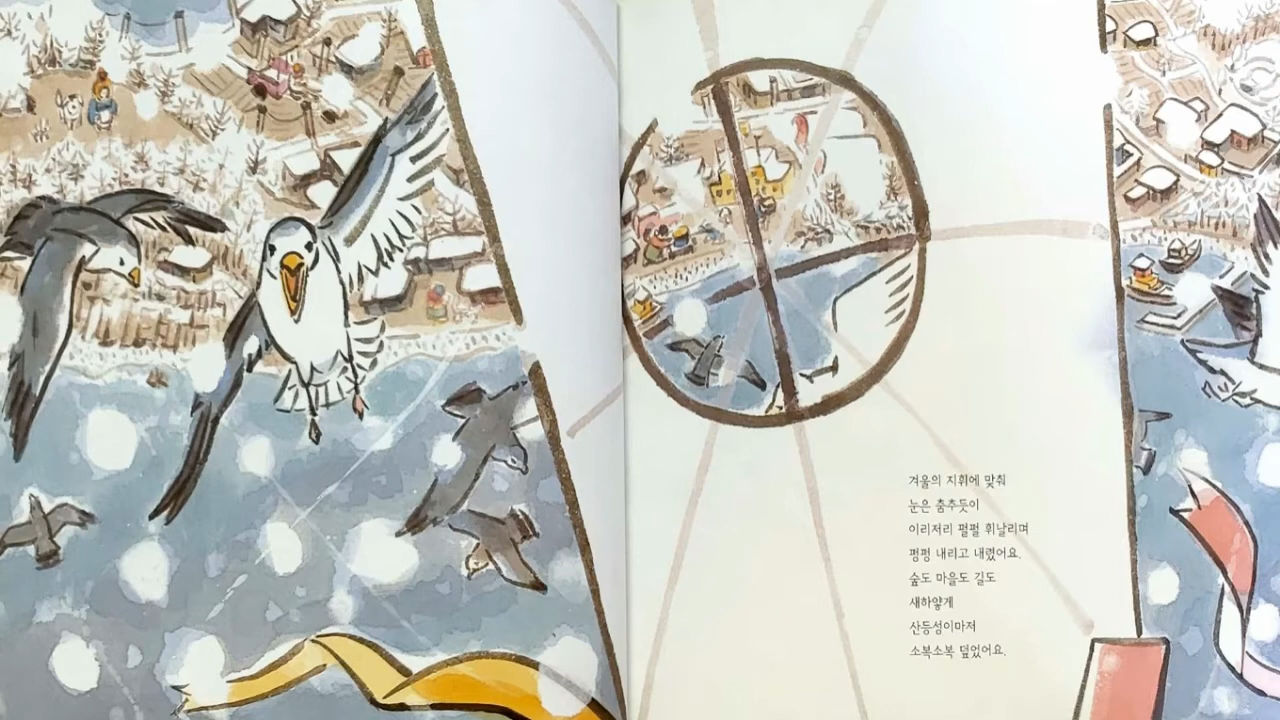 겨울의 지휘에 맞춰
눈은 춤추듯이
이리저리 펄펄 휘날리며
펑펑 내리고 내렸어요.
숲도 마을도 길도
새하얗게
산등성이마저
소복소복 덮었어요.